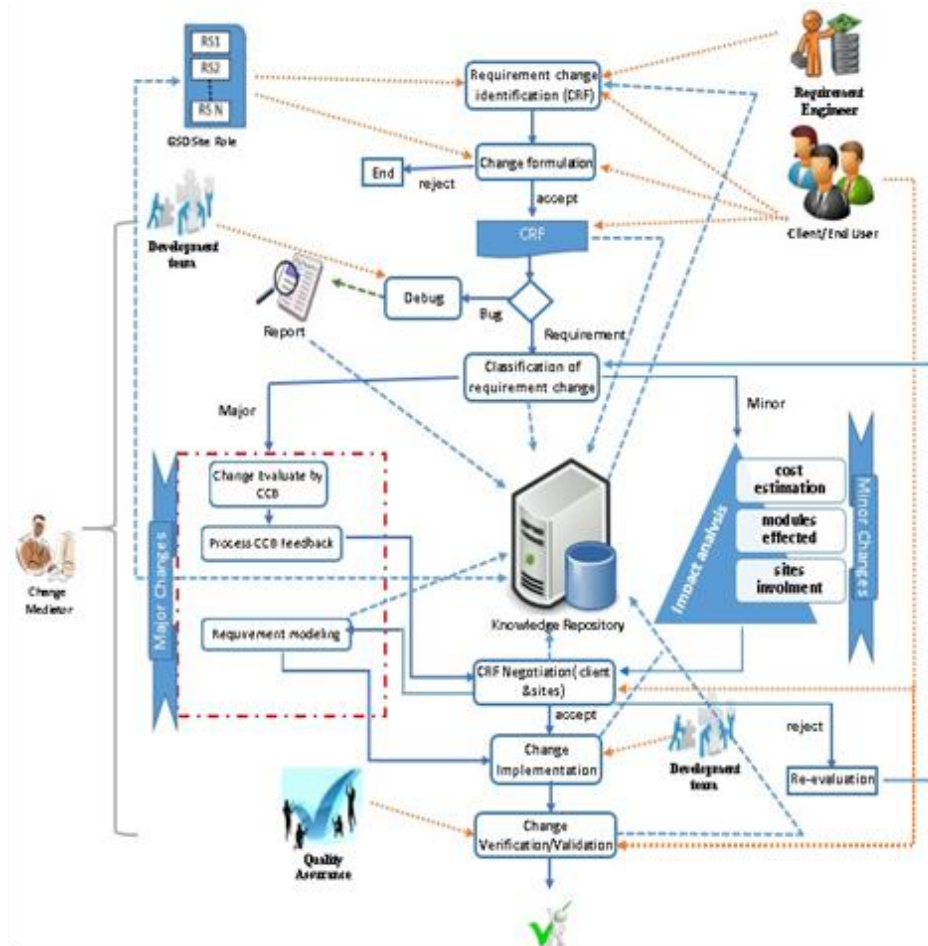 RS1
RS2
RS N
GSD Site Role
Requirement change
identification (CRF)
Requirement
Engineer
End
reject
Change formulation
accept
Client/End User
Development
team
CRF
Debug
Bug
Requirement
Report
Classification of
requirement change
Major
Minor
Major Changes
Change Evaluate by
CCB
Process CCB feedback
Requirement modeling
Change
Mediator
Knowledge Repository
Impact analysis
cost
estimation
modules
effected
sites
involment
Minor Changes
CRF Negotiation( client
&sites)
accept
reject
Change
Implementation
Development
team
Re-evaluation
Quality
Assurance
Change
Verification/Validation